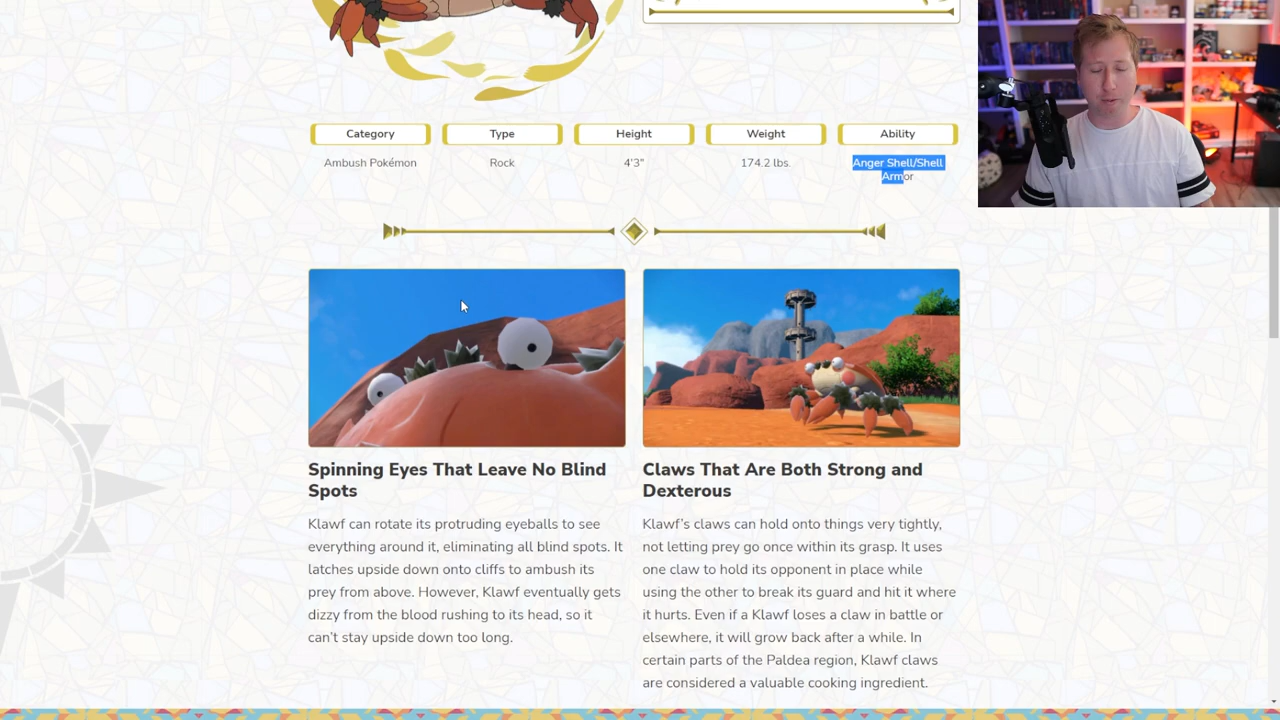 Category
Type
Height
Weight
Ability
Ambush Pokémon
Rock
4'3"
174.2 lbs.
Anger Shell/Shell
Armor
Spinning Eyes That Leave No Blind
Spots
Klawf can rotate its protruding eyeballs to see
everything around it, eliminating all blind spots. It
latches upside down onto cliffs to ambush its
prey from above. However, Klawf eventually gets
dizzy from the blood rushing to its head, so it
can’t stay upside down too long.
Claws That Are Both Strong and
Dexterous
Klawf’s claws can hold onto things very tightly,
not letting prey go once within its grasp. It uses
one claw to hold its opponent in place while
using the other to break its guard and hit it where
it hurts. Even if a Klawf loses a claw in battle or
elsewhere, it will grow back after a while. In
certain parts of the Paldea region, Klawf claws
are considered a valuable cooking ingredient.